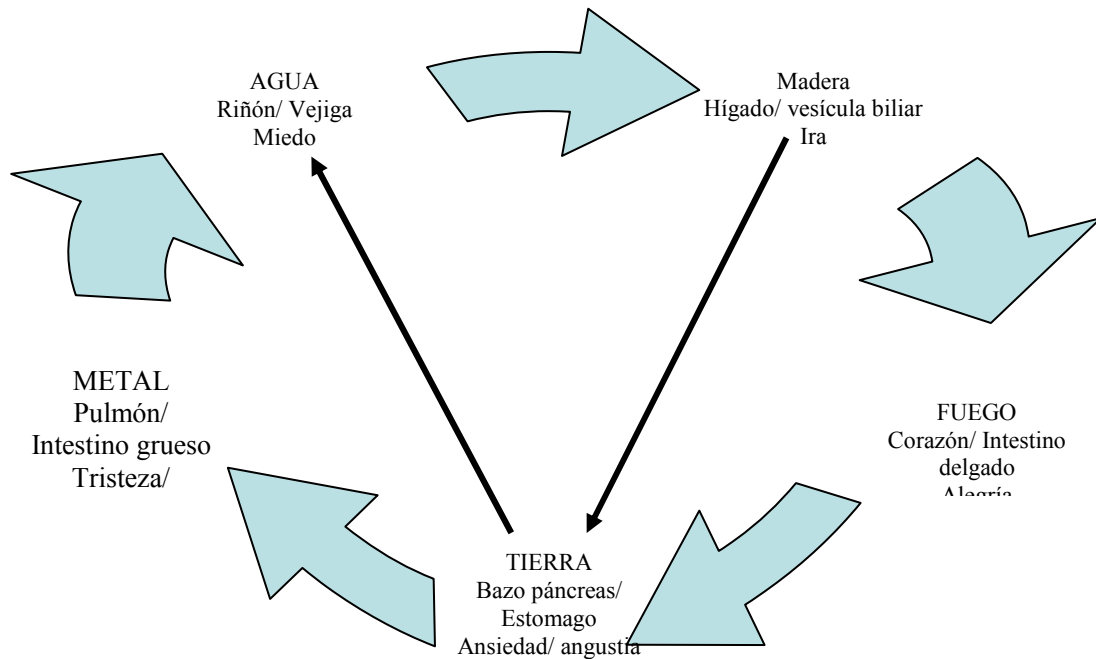 AGUA
Riñón/ Vejiga
Miedo
Madera
Hígado/ vesícula biliar
Ira
METAL
Pulmón/
Intestino grueso
Tristeza/
FUEGO
Corazón/ Intestino
delgado
Alegría
TIERRA
Bazo páncreas/
Estomago
Ansiedad/ angustia